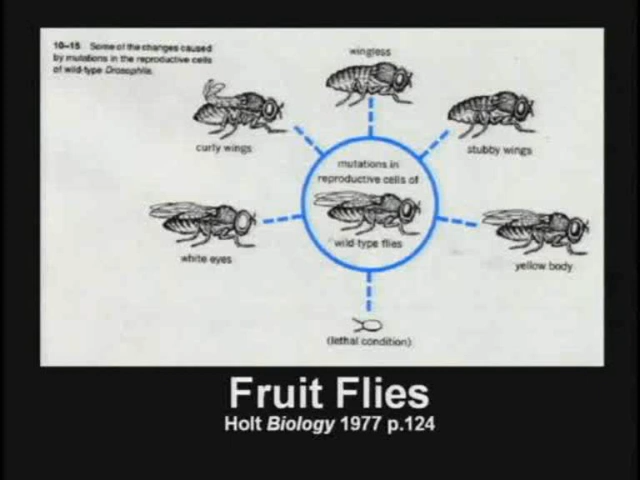 10–15 Some of the changes caused
by mutations in the reproductive cells
of wild-type Drosophila.
wingless
curly wings
stubby wings
mutations in
reproductive cells of
wild-type flies
white eyes
yellow body
(lethal condition)
Fruit Flies
Holt Biology 1977 p.124